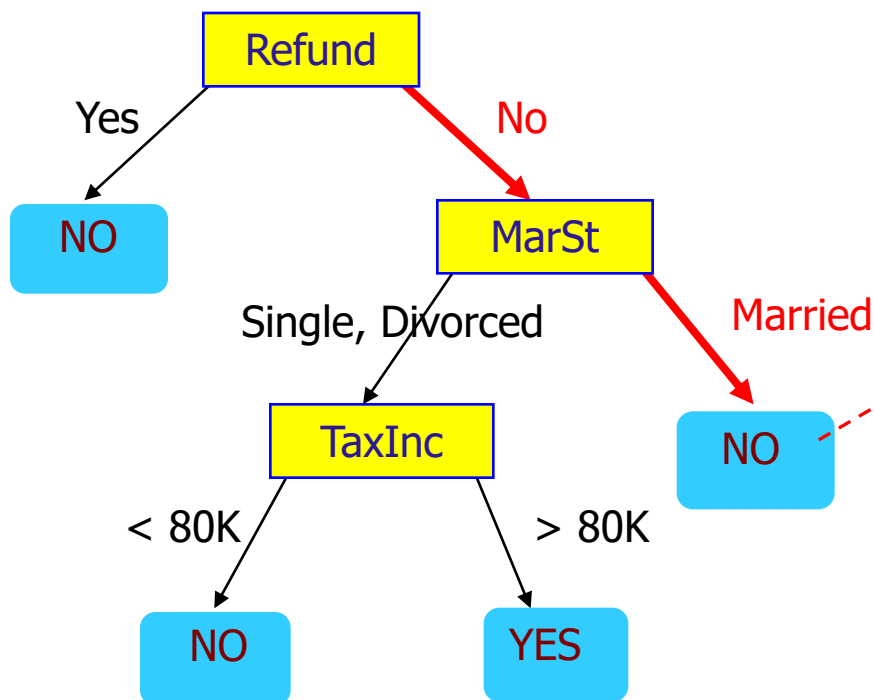 Refund
Yes
No
NO
MarSt
Single, Divorced
Married
TaxInc
NO
< 80K
> 80K
NO
YES